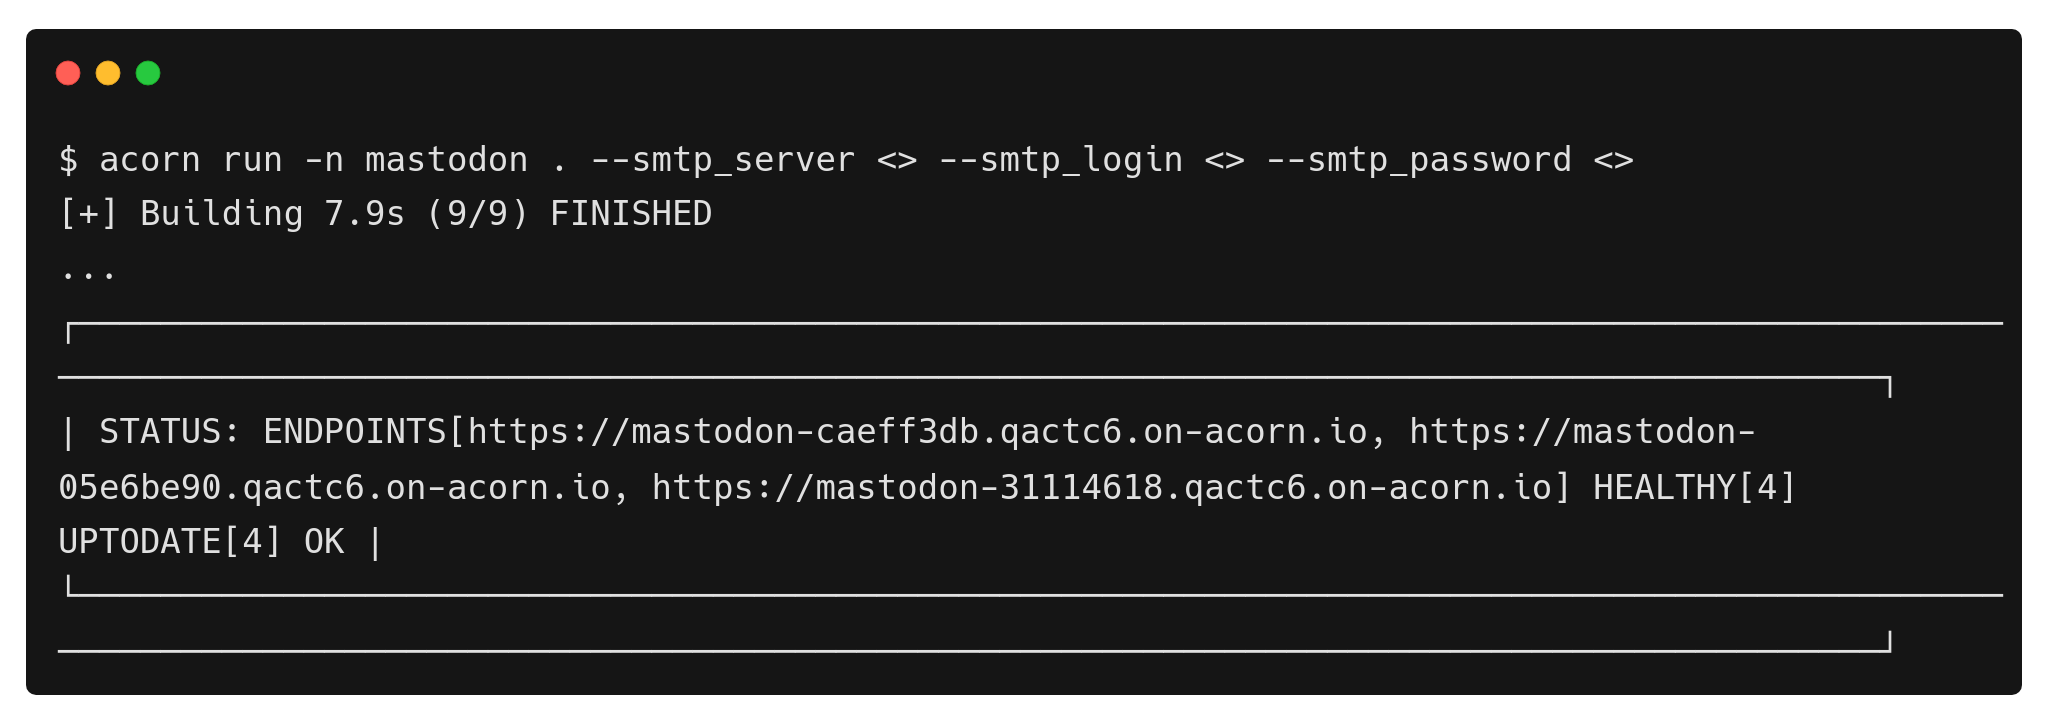 $ acorn run -n mastodon . --smtp_server <> --smtp_login <> --smtp_password <>
[+] Building 7.9s (9/9) FINISHED
...
| STATUS: ENDPOINTS[https://mastodon-caeff3db.qactc6.on-acorn.io, https://mastodon-
05e6be90.qactc6.on-acorn.io, https://mastodon-31114618.qactc6.on-acorn.io] HEALTHY[4]
UPTODATE[4] OK |